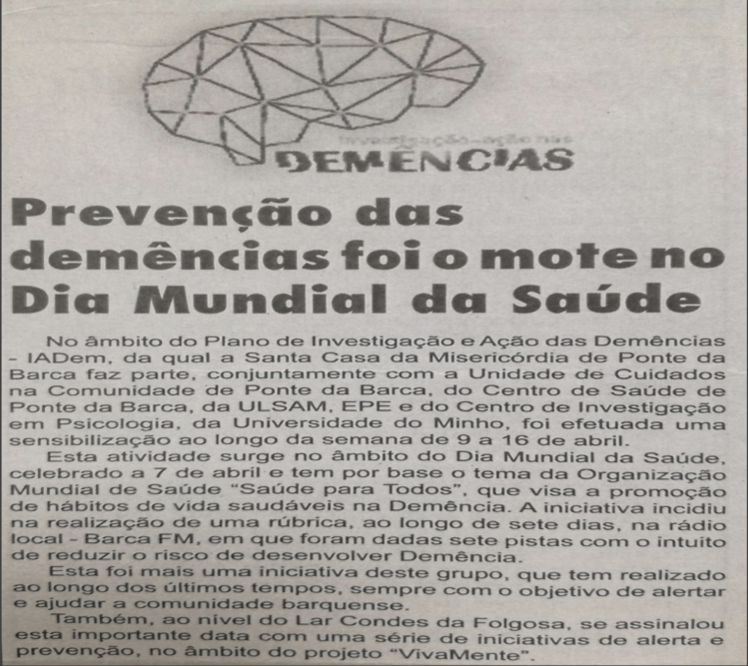 Investigação-ação nas
DEMÊNCIAS
Prevenção das
demências foi o mote no
Dia Mundial da Saúde
No âmbito do Plano de Investigação e Ação das Demências
- IADem, da qual a Santa Casa da Misericórdia de Ponte da
Barca faz parte, conjuntamente com a Unidade de Cuidados
na Comunidade de Ponte da Barca, do Centro de Saúde de
Ponte da Barca, da ULSAM, EPE e do Centro de Investigação
em Psicologia, da Universidade do Minho, foi efetuada uma
sensibilização ao longo da semana de 9 a 16 de abril.
Esta atividade surge no âmbito do Dia Mundial da Saúde,
celebrado a 7 de abril e tem por base o tema da Organização
Mundial de Saúde “Saúde para Todos”, que visa a promoção
de hábitos de vida saudáveis na Demência. A iniciativa incidiu
na realização de uma rúbrica, ao longo de sete dias, na rádio
local - Barca FM, em que foram dadas sete pistas com o intuito
de reduzir o risco de desenvolver Demência.
Esta foi mais uma iniciativa deste grupo, que tem realizado
ao longo dos últimos tempos, sempre com o objetivo de alertar
e ajudar a comunidade barquense.
Também, ao nível do Lar Condes da Folgosa, se assinalou
esta importante data com uma série de iniciativas de alerta e
prevenção, no âmbito do projeto “VivaMente”.